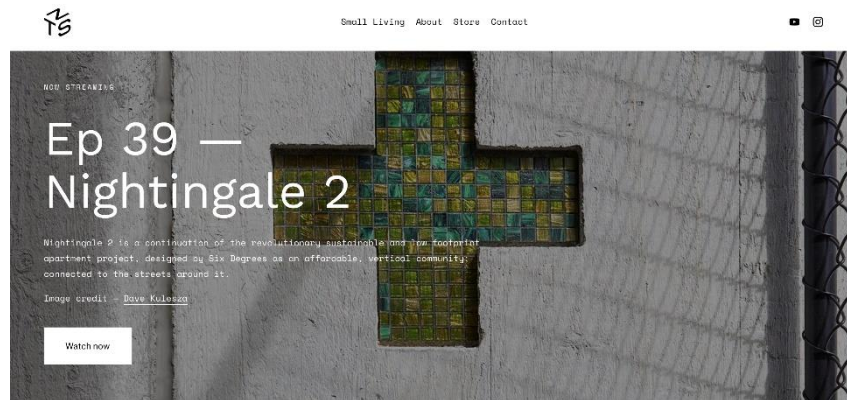 NTS
Small Living About Store Contact
NOW STREAMING
Ep 39 —
Nightingale 2
Nightingale 2 is a continuation of the revolutionary sustainable and low footprint
apartment project, designed by Six Degrees as an affordable, vertical community;
connected to the streets around it.
Image credit — Dave Kulesza
Watch now